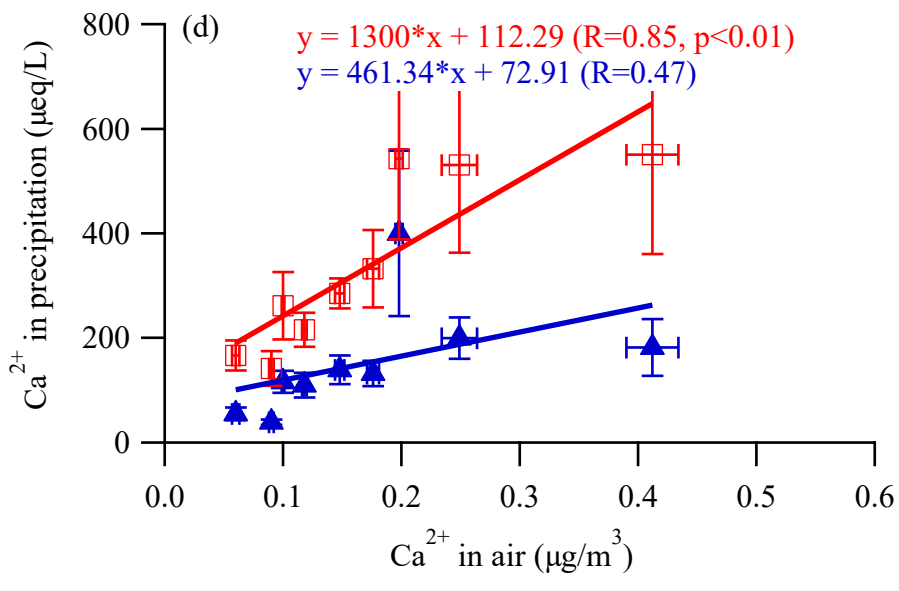 (d)
y = 1300*x + 112.29 (R=0.85, p<0.01)
y = 461.34*x + 72.91 (R=0.47)
Ca²⁺ in precipitation (μeq/L)
800
600
400
200
0
0.0 0.1 0.2 0.3 0.4 0.5 0.6
Ca²⁺ in air (μg/m³)